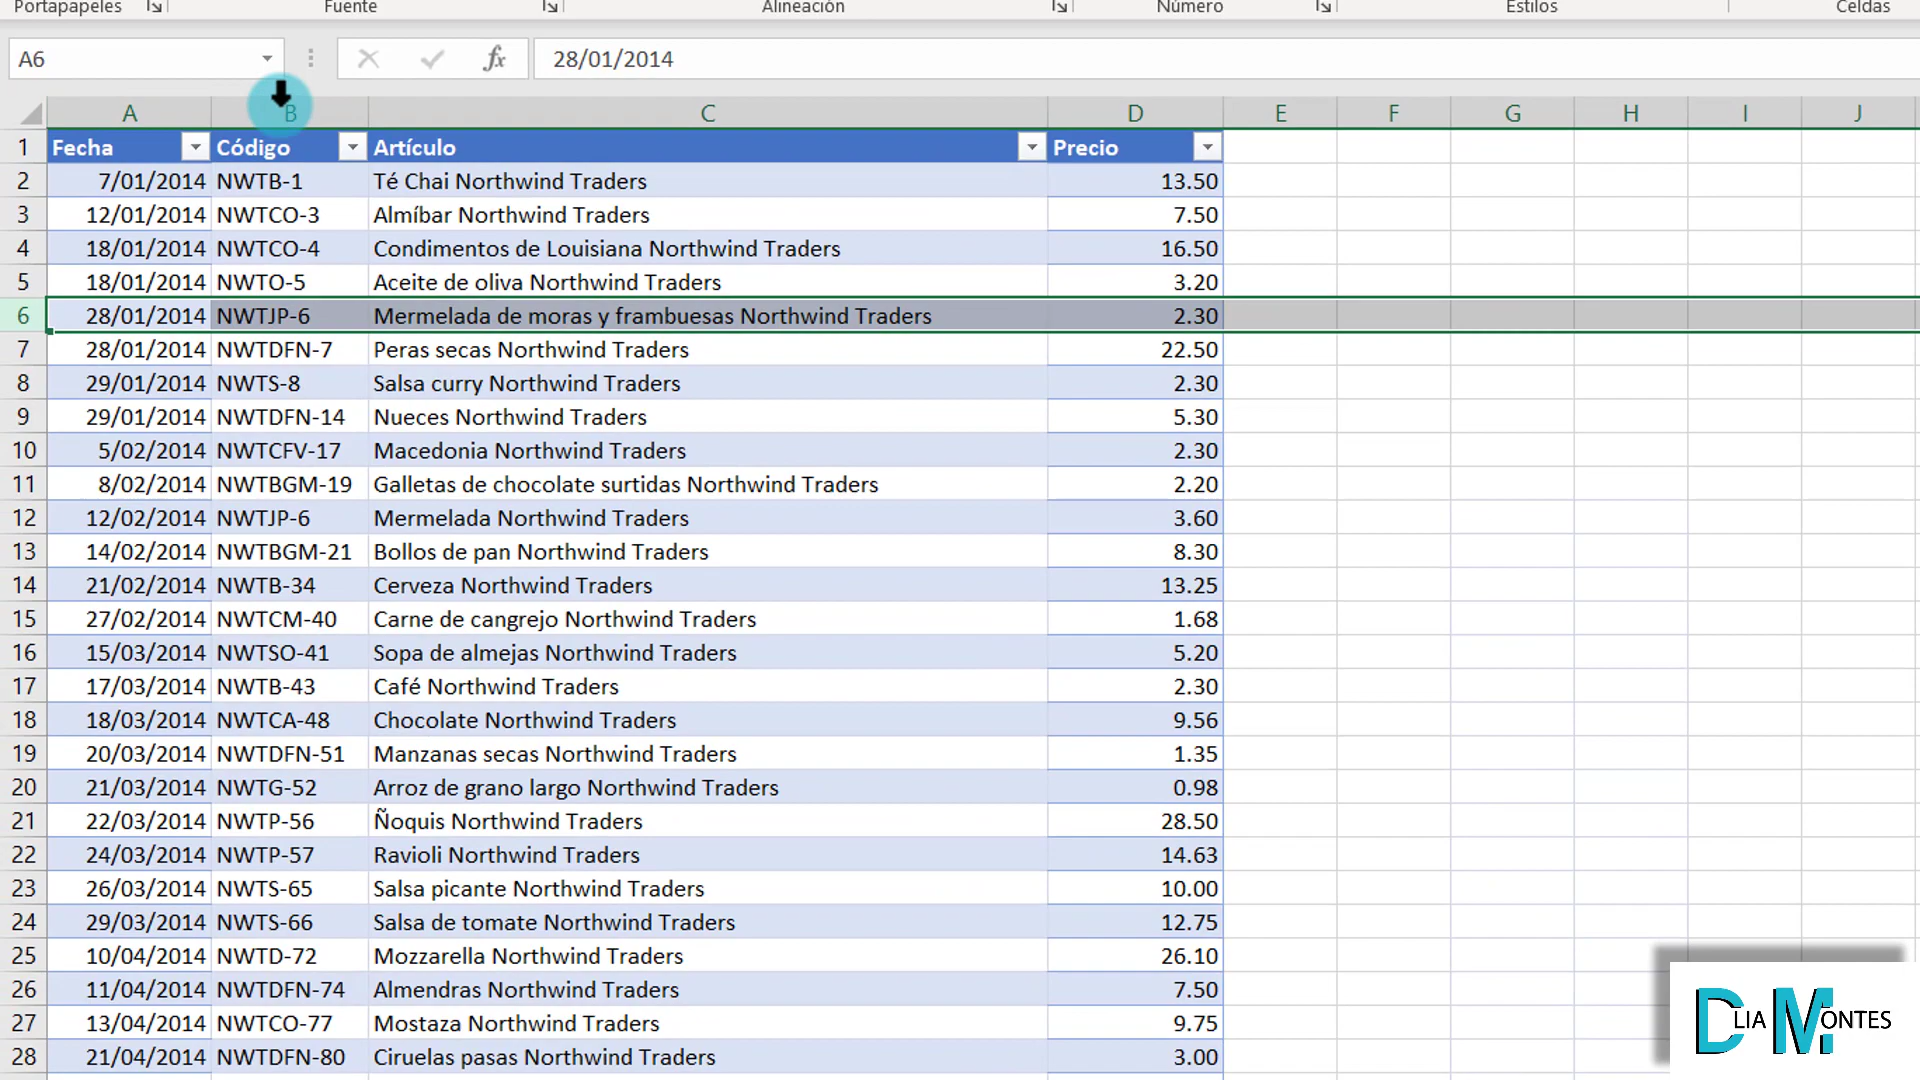 Portapapeles Fuente Alineación Número Estilos Celdas
A6 fx 28/01/2014
A B C D E F G H I J
1 Fecha Código Artículo Precio
2 7/01/2014 NWTB-1 Té Chai Northwind Traders 13.50
3 12/01/2014 NWTCO-3 Almíbar Northwind Traders 7.50
4 18/01/2014 NWTCO-4 Condimentos de Louisiana Northwind Traders 16.50
5 18/01/2014 NWTO-5 Aceite de oliva Northwind Traders 3.20
6 28/01/2014 NWTJP-6 Mermelada de moras y frambuesas Northwind Traders 2.30
7 28/01/2014 NWTDFN-7 Peras secas Northwind Traders 22.50
8 29/01/2014 NWTS-8 Salsa curry Northwind Traders 2.30
9 29/01/2014 NWTDFN-14 Nueces Northwind Traders 5.30
10 5/02/2014 NWTCFV-17 Macedonia Northwind Traders 2.30
11 8/02/2014 NWTBGM-19 Galletas de chocolate surtidas Northwind Traders 2.20
12 12/02/2014 NWTJP-6 Mermelada Northwind Traders 3.60
13 14/02/2014 NWTBGM-21 Bollos de pan Northwind Traders 8.30
14 21/02/2014 NWTB-34 Cerveza Northwind Traders 13.25
15 27/02/2014 NWTCM-40 Carne de cangrejo Northwind Traders 1.68
16 15/03/2014 NWTSO-41 Sopa de almejas Northwind Traders 5.20
17 17/03/2014 NWTB-43 Café Northwind Traders 2.30
18 18/03/2014 NWTCA-48 Chocolate Northwind Traders 9.56
19 20/03/2014 NWTDFN-51 Manzanas secas Northwind Traders 1.35
20 21/03/2014 NWTG-52 Arroz de grano largo Northwind Traders 0.98
21 22/03/2014 NWTP-56 Ñoquis Northwind Traders 28.50
22 24/03/2014 NWTP-57 Ravioli Northwind Traders 14.63
23 26/03/2014 NWTS-65 Salsa picante Northwind Traders 10.00
24 29/03/2014 NWTS-66 Salsa de tomate Northwind Traders 12.75
25 10/04/2014 NWTD-72 Mozzarella Northwind Traders 26.10
26 11/04/2014 NWTDFN-74 Almendras Northwind Traders 7.50
27 13/04/2014 NWTCO-77 Mostaza Northwind Traders 9.75
28 21/04/2014 NWTDFN-80 Ciruelas pasas Northwind Traders 3.00
DLIA MONTES